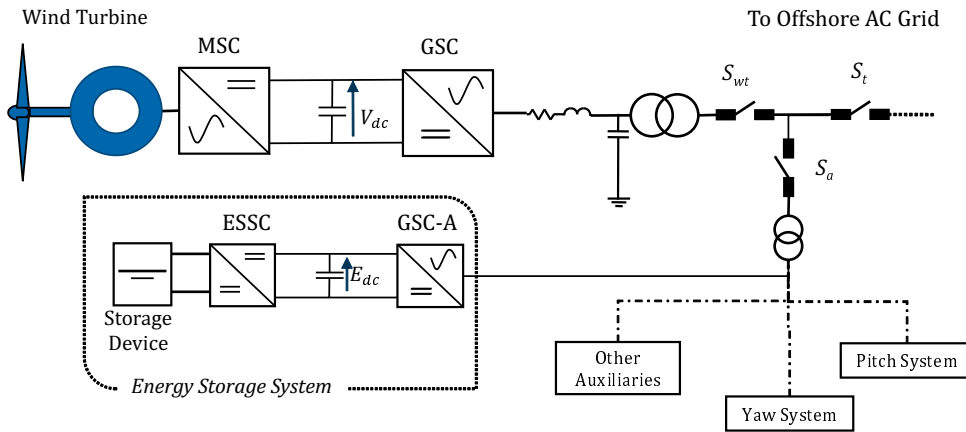 Wind Turbine
To Offshore AC Grid
MSC
GSC
S_wt
S_t
V_dc
S_a
ESSC
GSC-A
E_dc
Storage
Device
Other
Auxiliaries
Pitch System
Energy Storage System
Yaw System